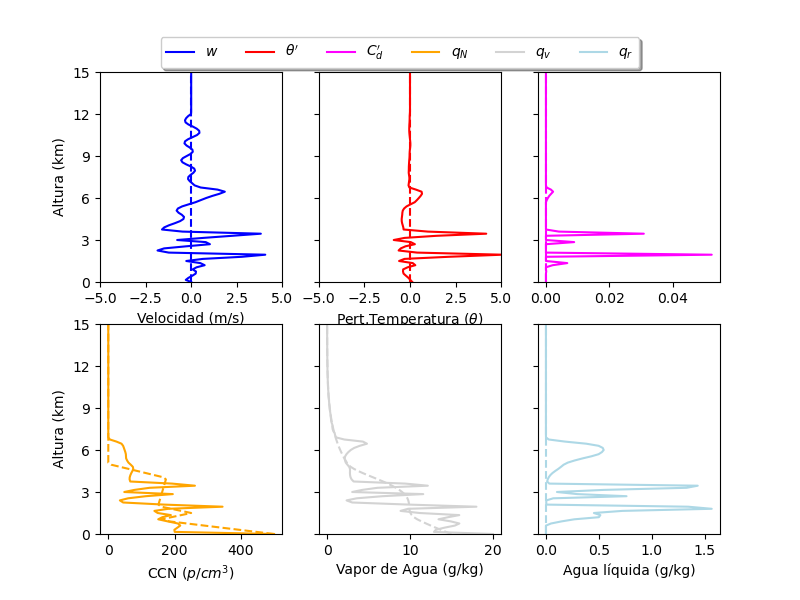 w θ′ C′d qN qv qr
15
12
9
6
3
0
Altura (km)
−5.0 −2.5 0.0 2.5 5.0
Velocidad (m/s)
−5.0 −2.5 0.0 2.5 5.0
Pert.Temperatura (θ)
0.00 0.02 0.04
15
12
9
6
3
0
Altura (km)
0 200 400
CCN (p/cm³)
0 10 20
Vapor de Agua (g/kg)
0.0 0.5 1.0 1.5
Agua líquida (g/kg)